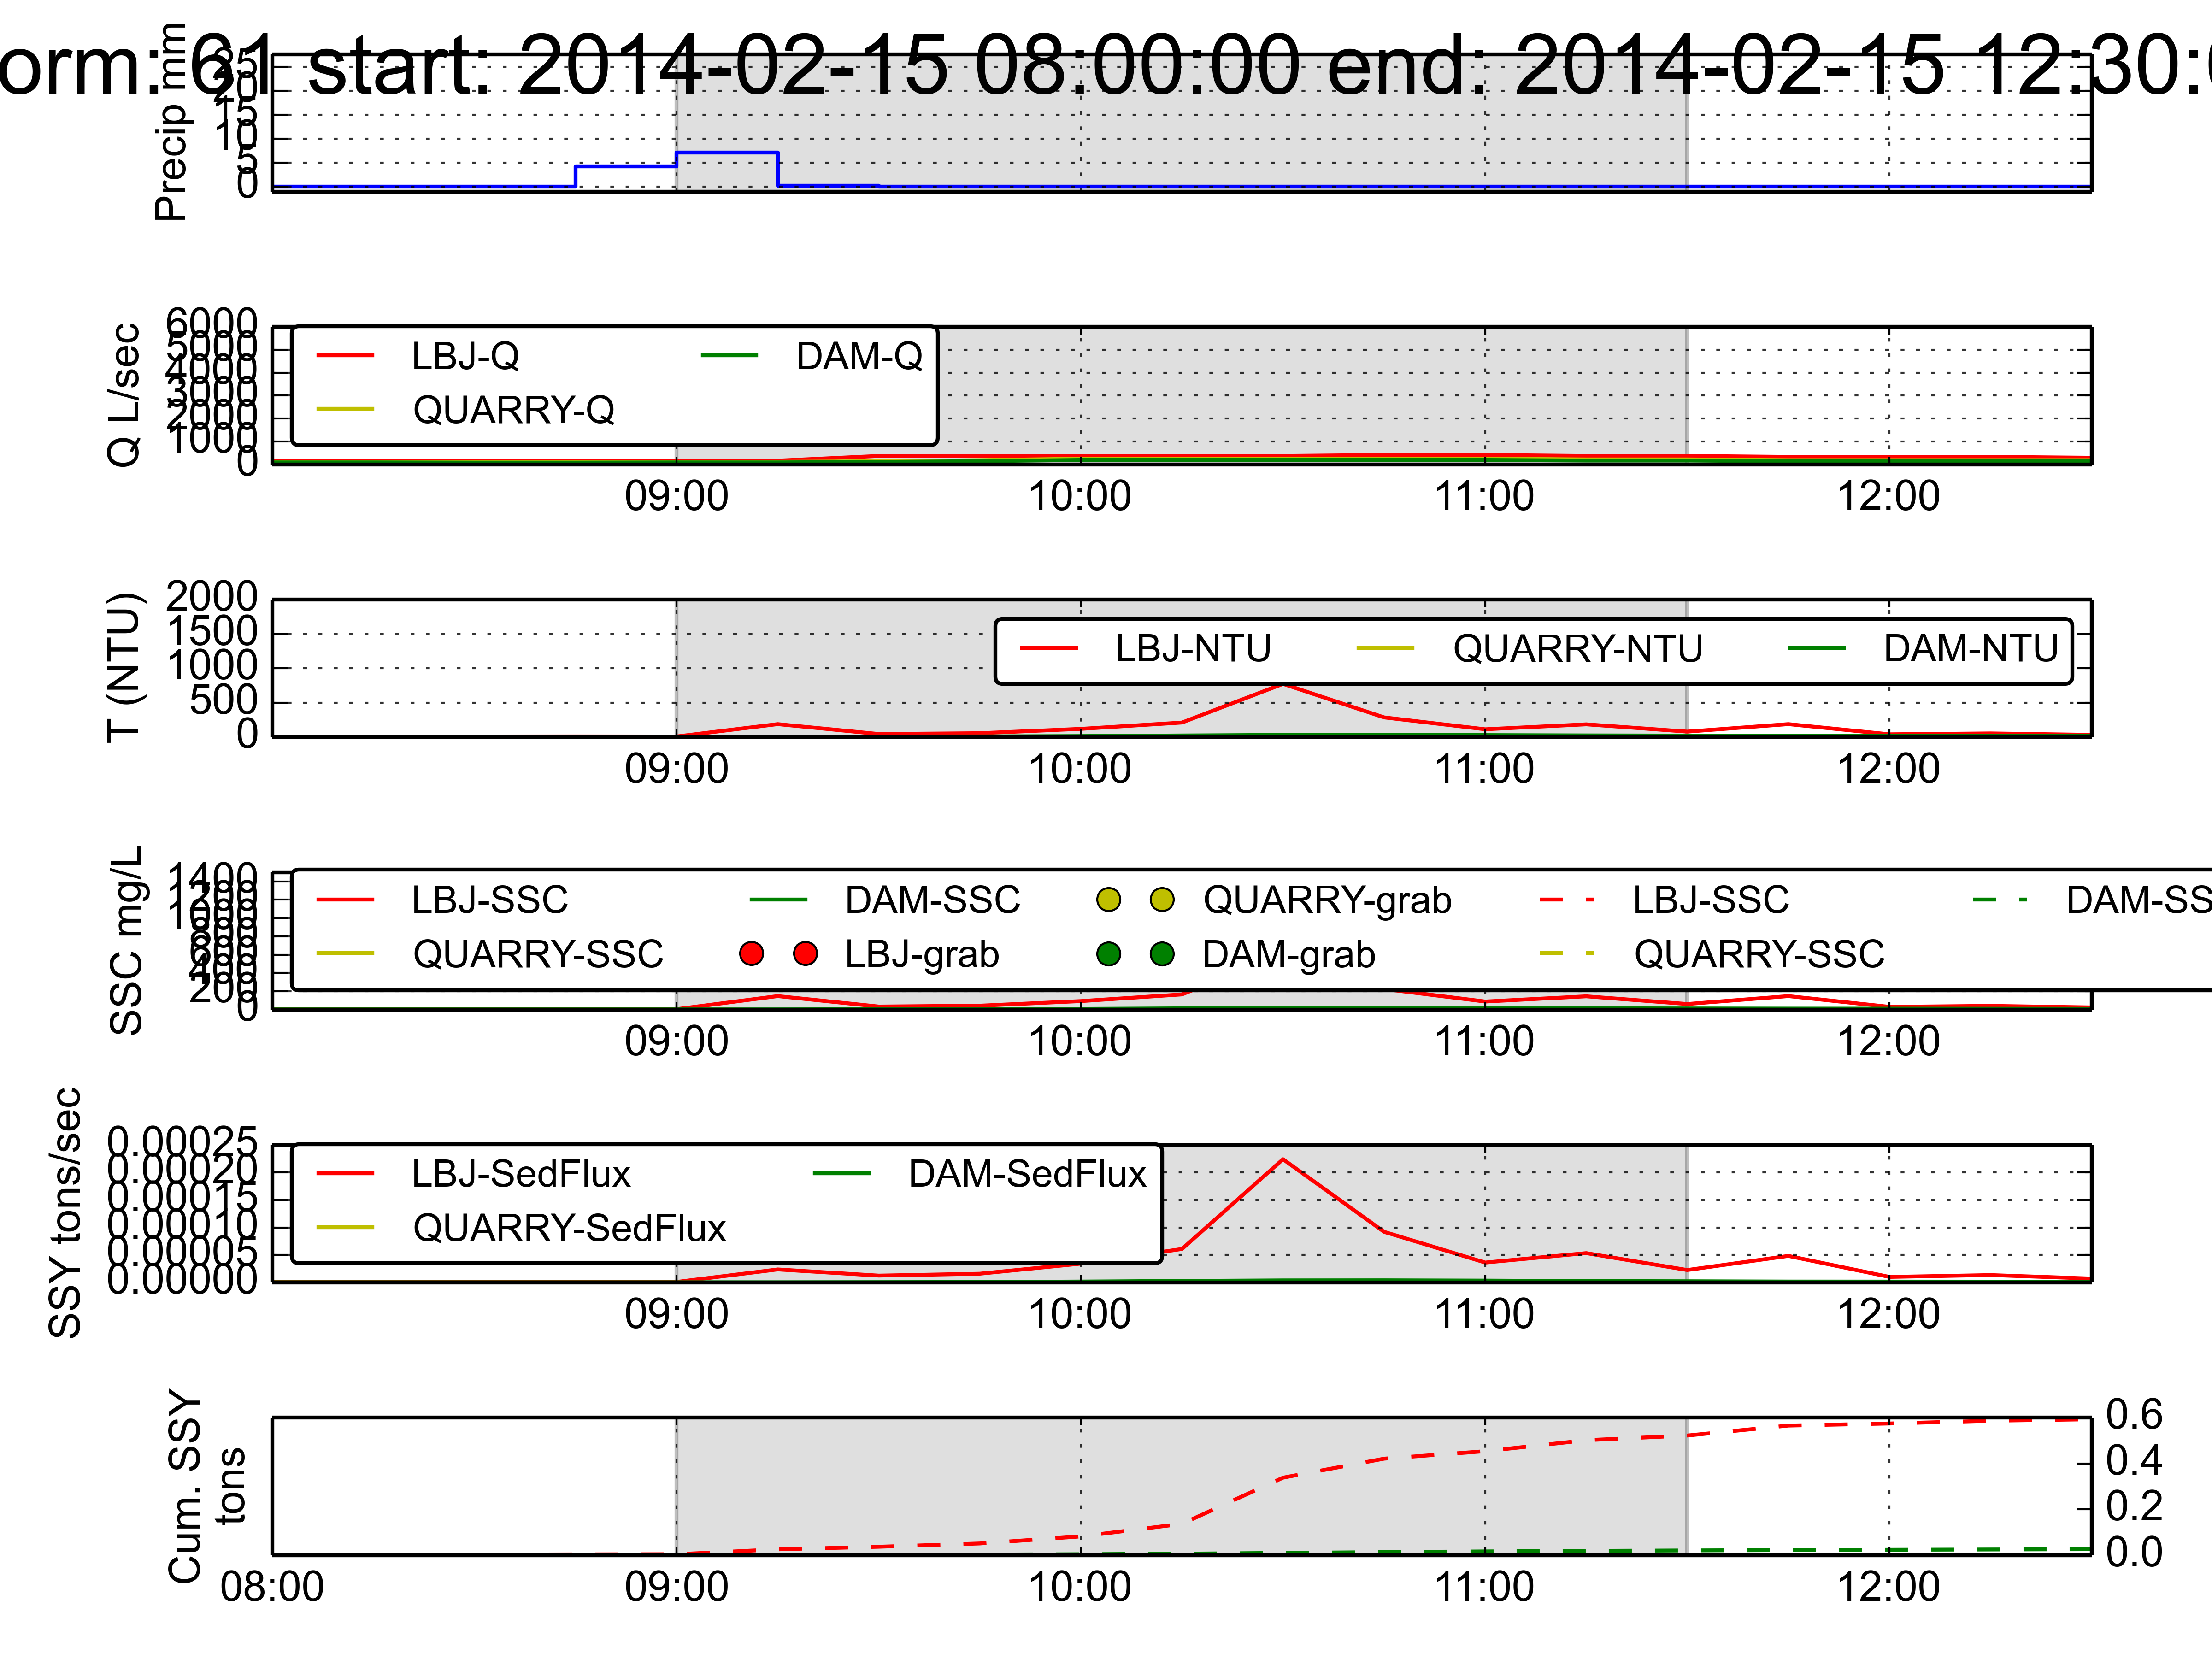 orm: 61 start: 2014-02-15 08:00:00 end: 2014-02-15 12:30:0
Precip mm
25
20
15
10
5
0
Q L/sec
6000
5000
4000
3000
2000
1000
0
LBJ-Q
DAM-Q
QUARRY-Q
09:00
10:00
11:00
12:00
T (NTU)
2000
1500
1000
500
0
LBJ-NTU
QUARRY-NTU
DAM-NTU
09:00
10:00
11:00
12:00
SSC mg/L
1400
1200
1000
800
600
400
200
0
LBJ-SSC
DAM-SSC
QUARRY-grab
LBJ-SSC
DAM-SS
QUARRY-SSC
LBJ-grab
DAM-grab
QUARRY-SSC
09:00
10:00
11:00
12:00
SSY tons/sec
0.00025
0.00020
0.00015
0.00010
0.00005
0.00000
LBJ-SedFlux
DAM-SedFlux
QUARRY-SedFlux
09:00
10:00
11:00
12:00
Cum. SSY
tons
0.6
0.4
0.2
0.0
08:00
09:00
10:00
11:00
12:00